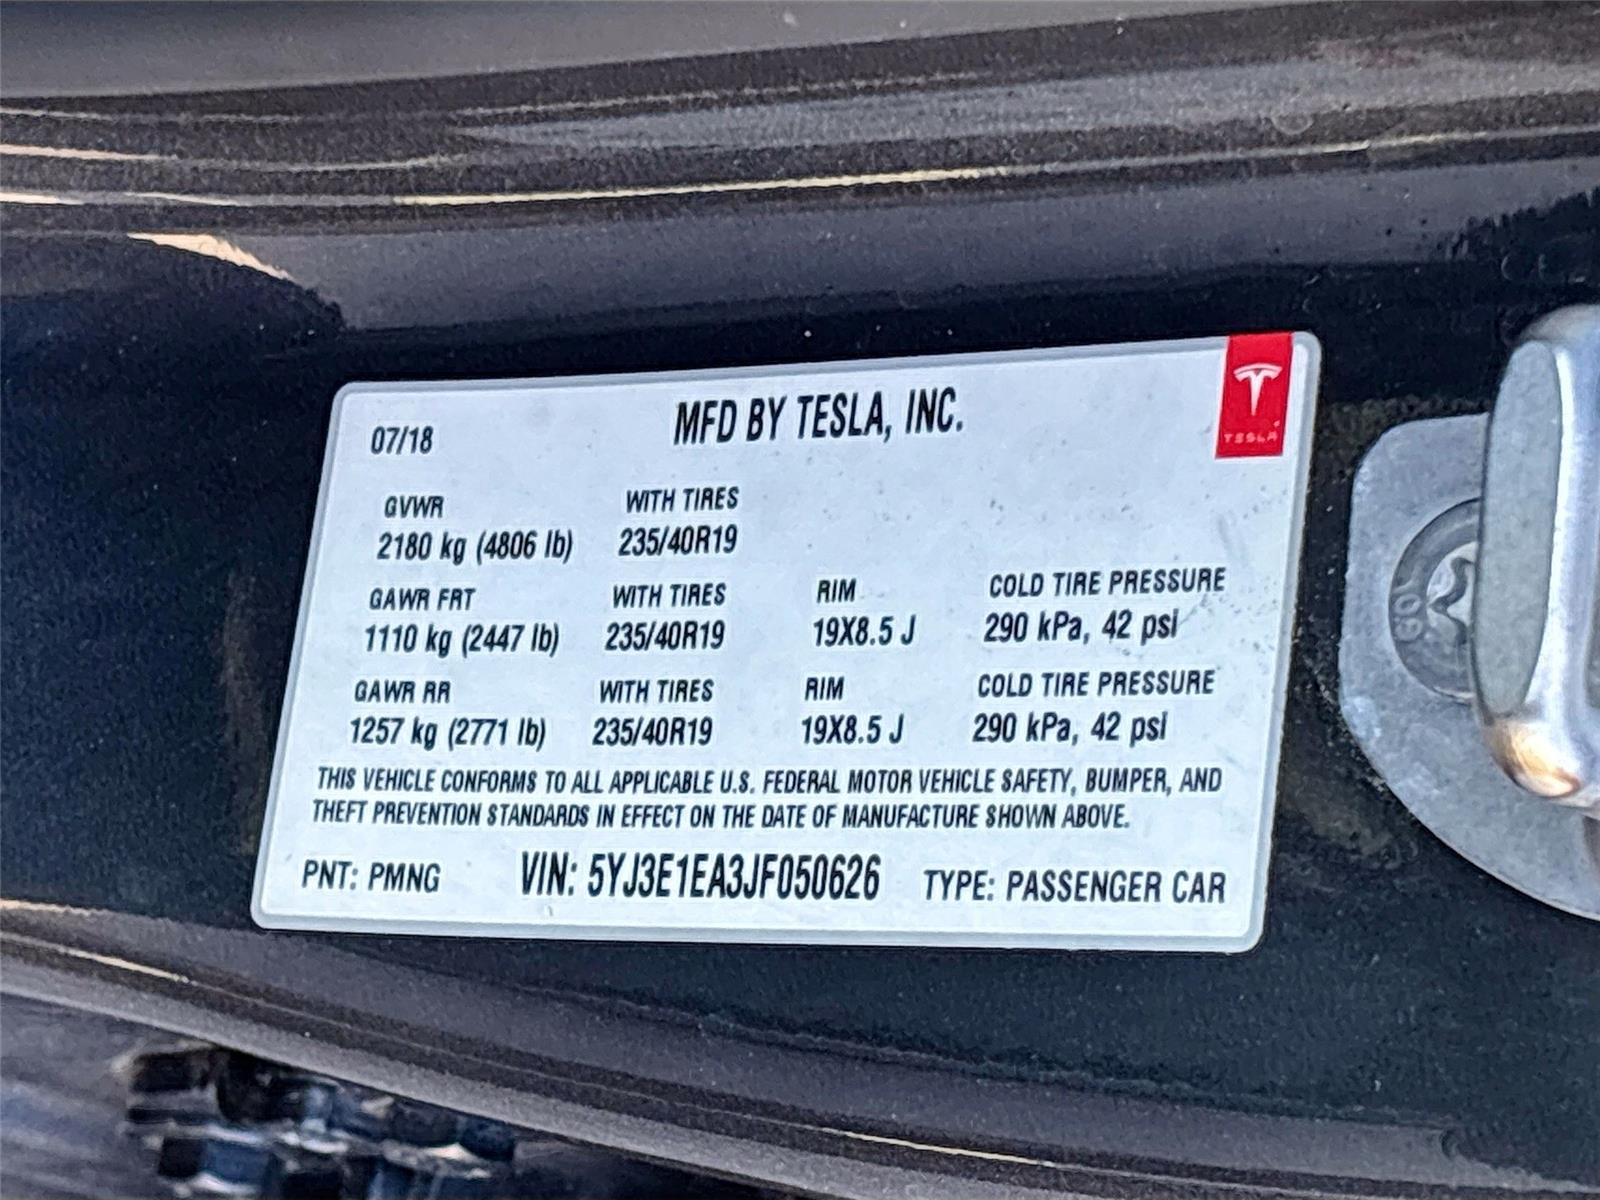 07/18 MFD BY TESLA, INC.
TESLA
GVWR WITH TIRES
2180 kg (4806 lb) 235/40R19
GAWR FRT WITH TIRES RIM COLD TIRE PRESSURE
1110 kg (2447 lb) 235/40R19 19X8.5 J 290 kPa, 42 psi
GAWR RR WITH TIRES RIM COLD TIRE PRESSURE
1257 kg (2771 lb) 235/40R19 19X8.5 J 290 kPa, 42 psi
THIS VEHICLE CONFORMS TO ALL APPLICABLE U.S. FEDERAL MOTOR VEHICLE SAFETY, BUMPER, AND
THEFT PREVENTION STANDARDS IN EFFECT ON THE DATE OF MANUFACTURE SHOWN ABOVE.
PNT: PMNG VIN: 5YJ3E1EA3JF050626 TYPE: PASSENGER CAR